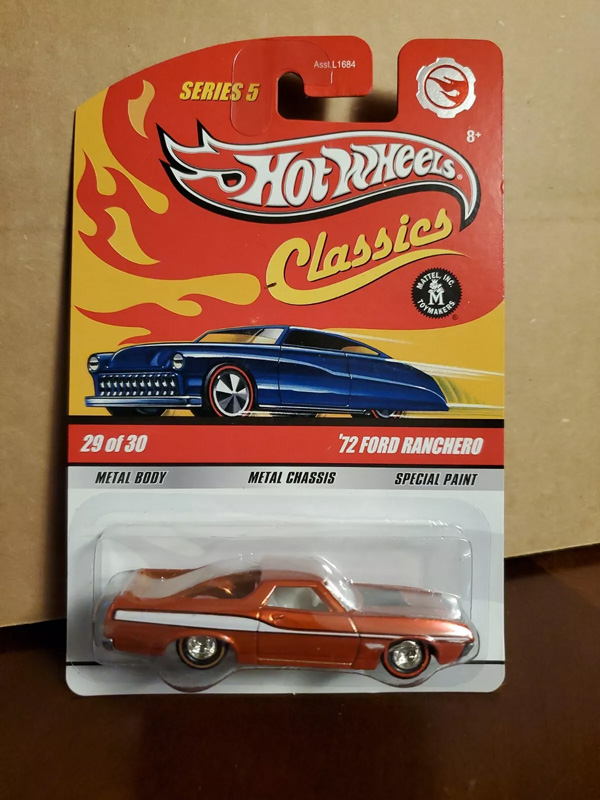 Asst.L1684
SERIES 5
8+
HOT WHEELS®
Classics
MATTEL, INC.
M
TOYMAKERS
®
29 of 30
'72 FORD RANCHERO
METAL BODY
METAL CHASSIS
SPECIAL PAINT